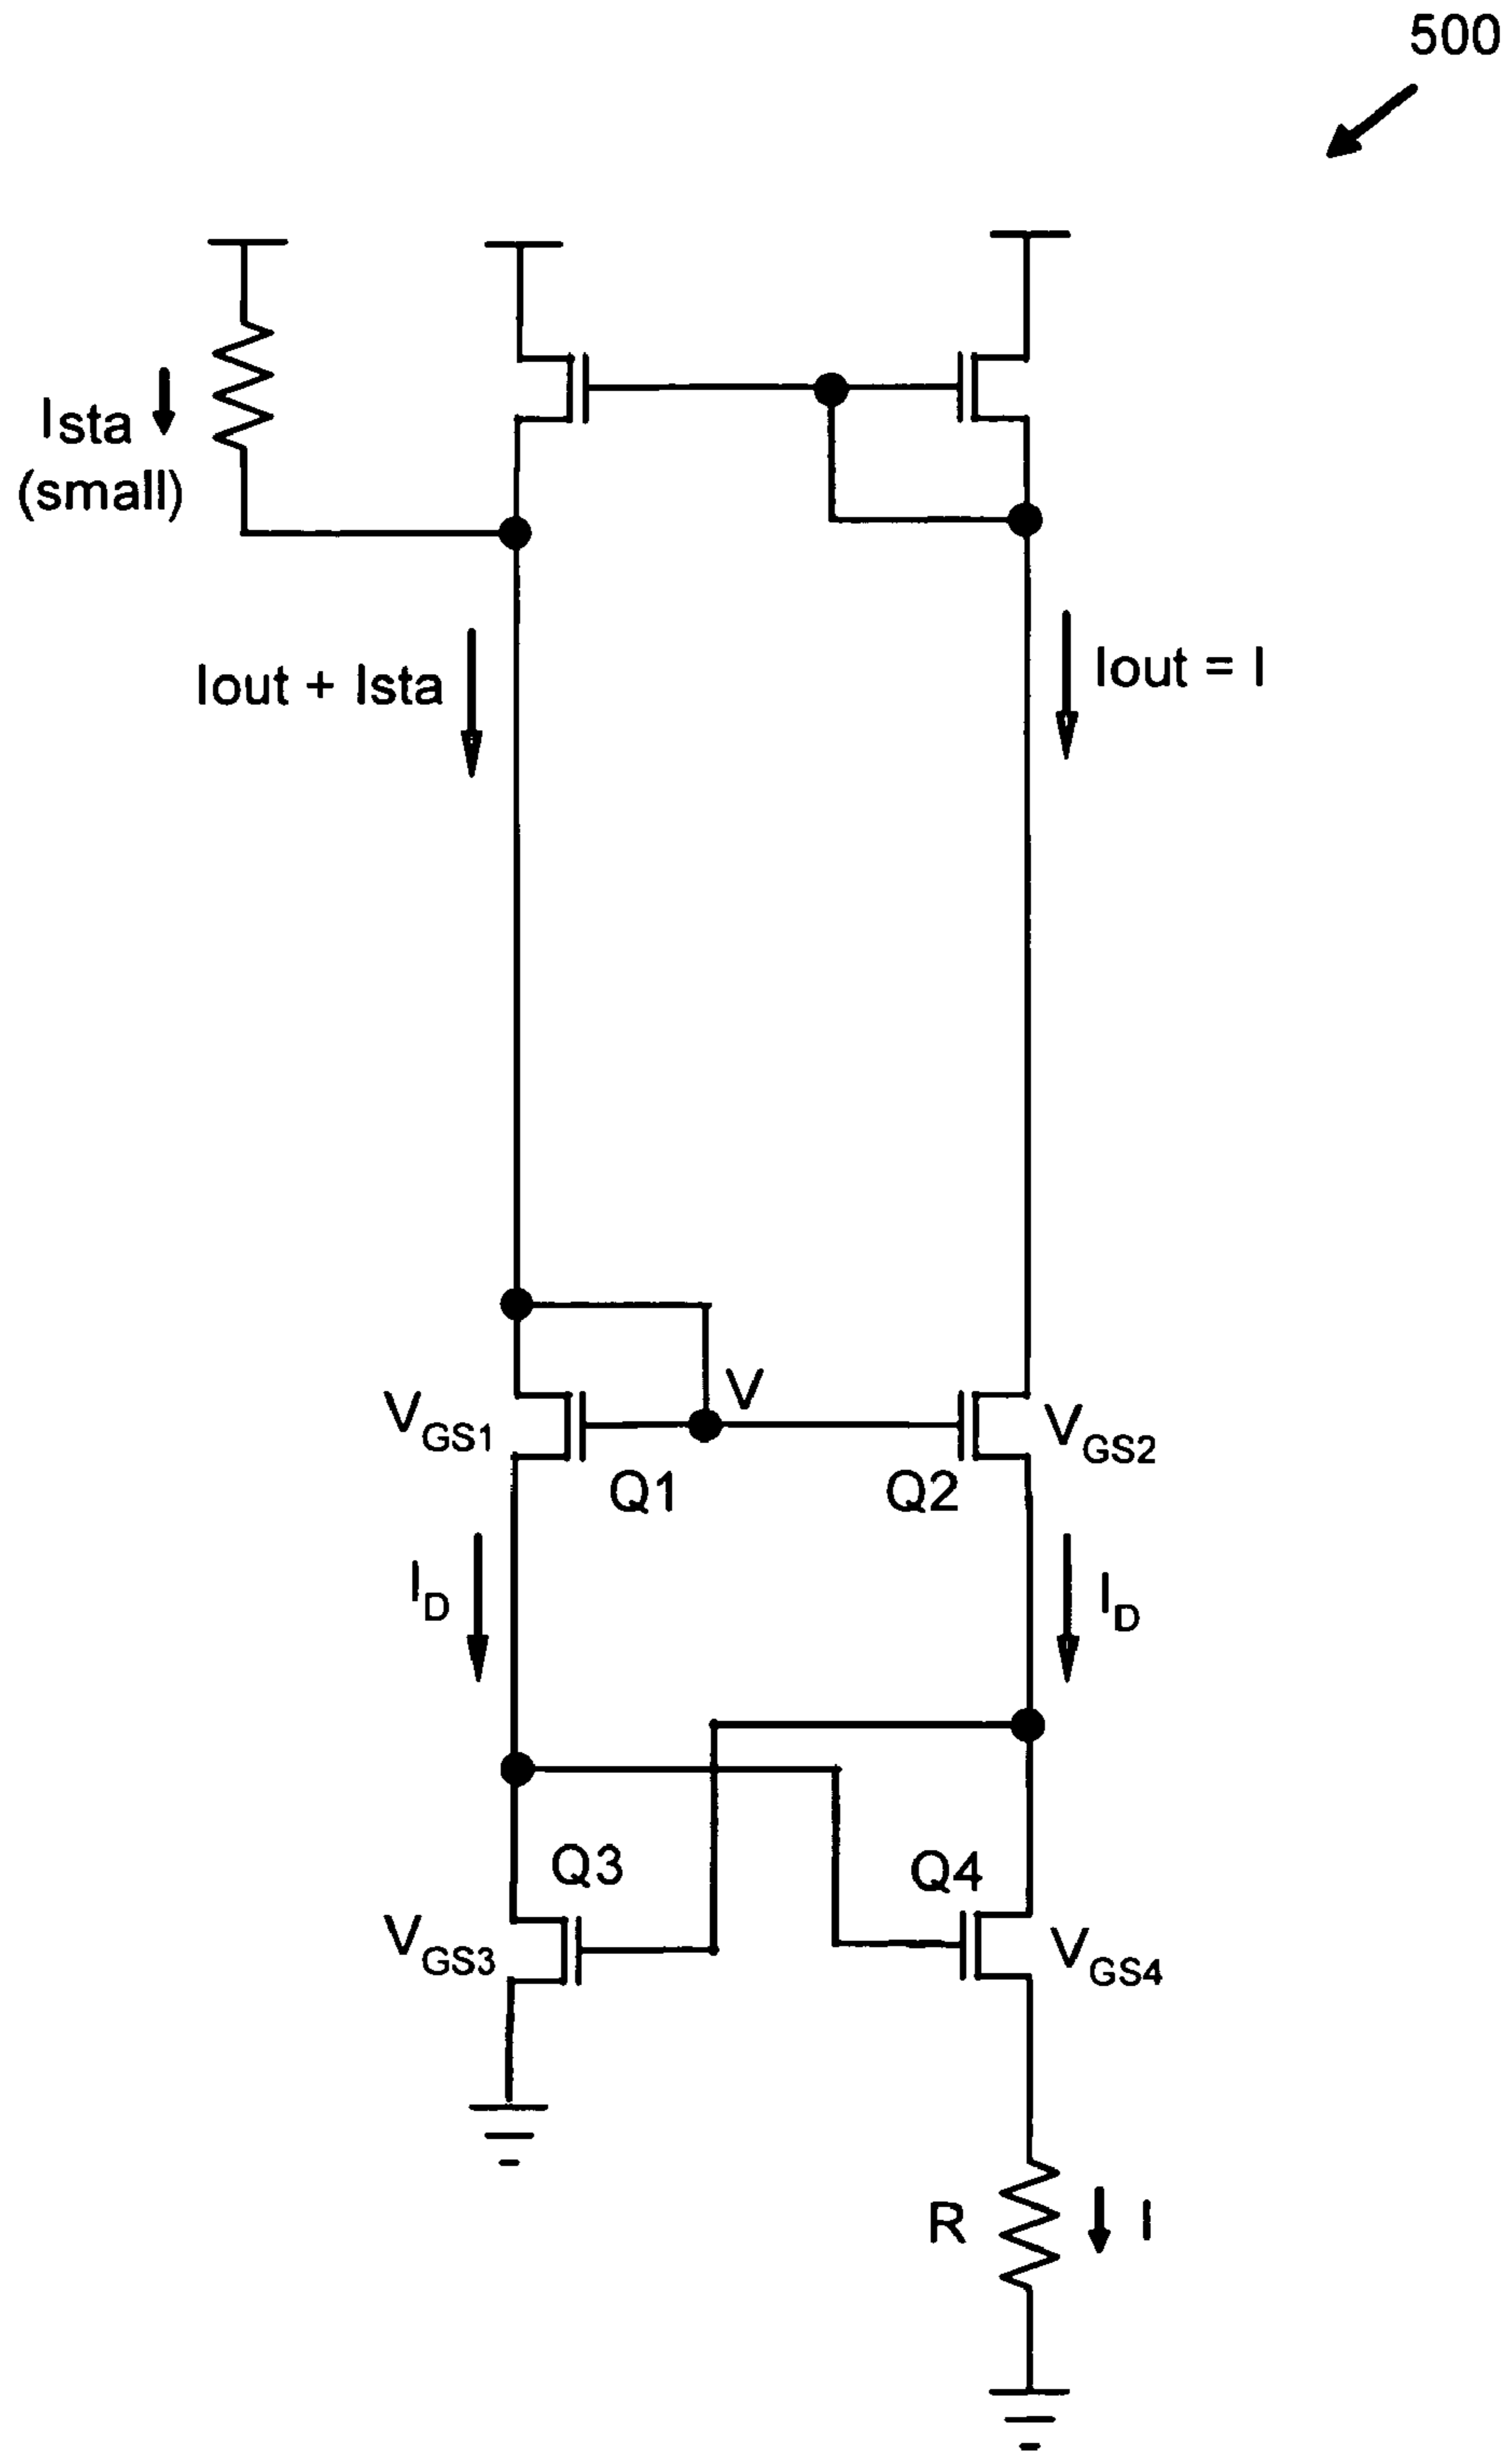 500
Ista
(small)
Iout + Ista
Iout = I
V
VGS1
VGS2
Q1
Q2
ID
ID
Q3
Q4
VGS3
VGS4
R
I